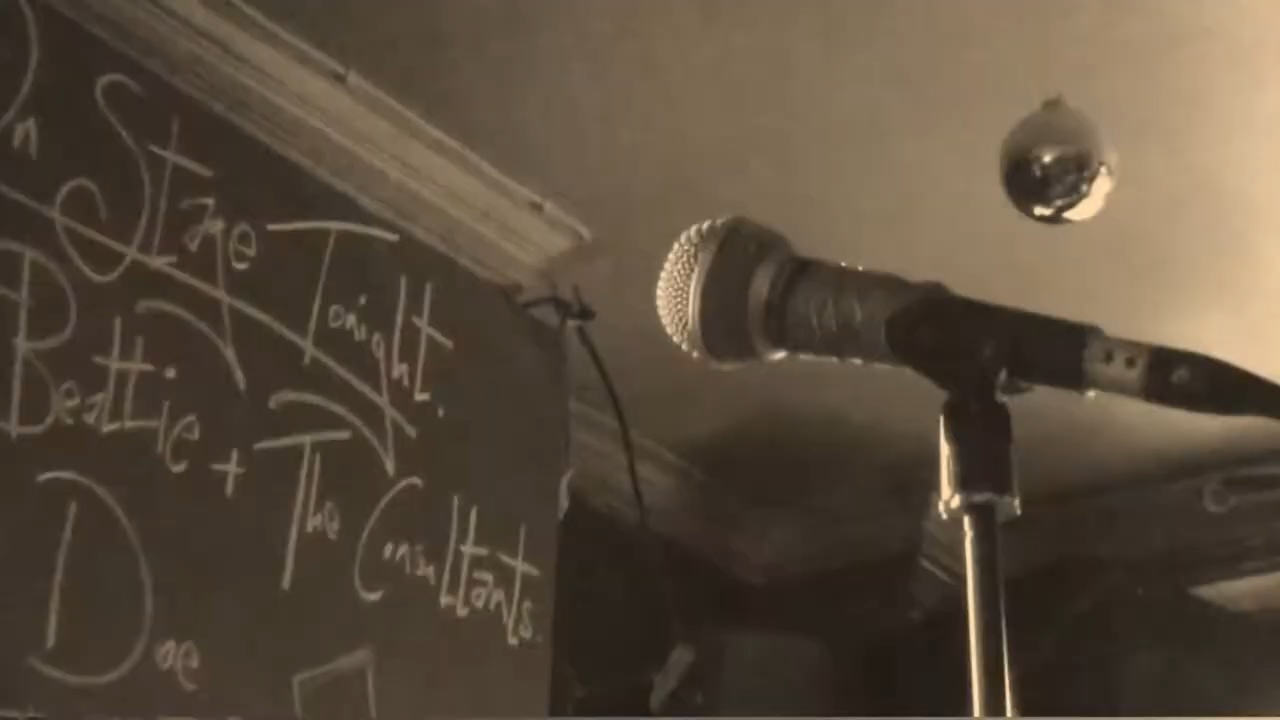 On Stage Tonight.
Beattie + The Consultants.
Doe